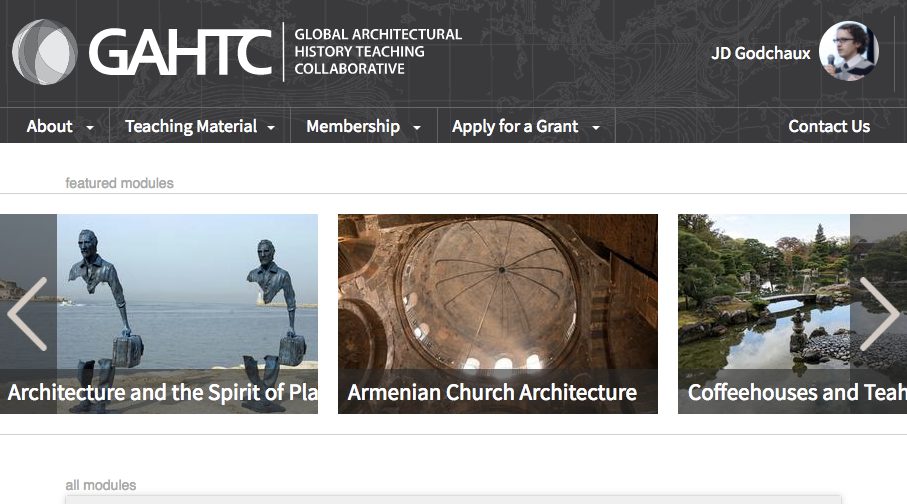 GAHTC
GLOBAL ARCHITECTURAL
HISTORY TEACHING
COLLABORATIVE
JD Godchaux
About
Teaching Material
Membership
Apply for a Grant
Contact Us
featured modules
Architecture and the Spirit of Pla
Armenian Church Architecture
Coffeehouses and Teah
all modules